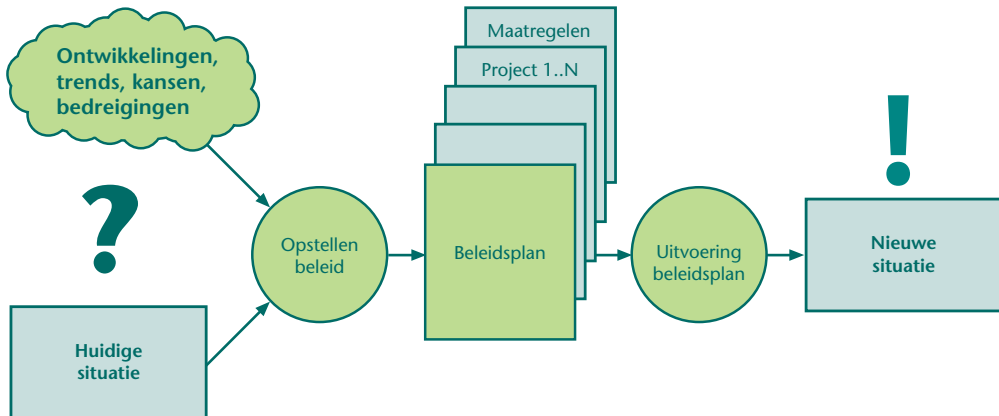 Ontwikkelingen,
trends, kansen,
bedreigingen
?
Huidige
situatie
Opstellen
beleid
Maatregelen
Project 1..N
Beleidsplan
Uitvoering
beleidsplan
!
Nieuwe
situatie